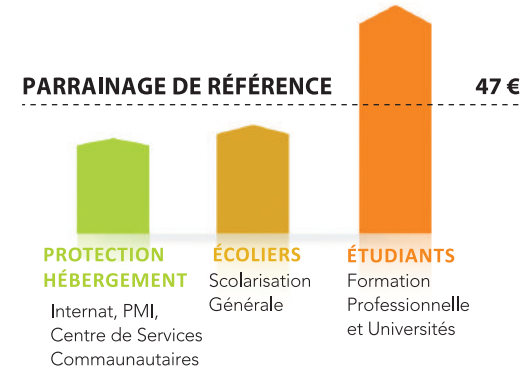 PARRAINAGE DE RÉFÉRENCE 47 €
PROTECTION
HÉBERGEMENT
Internat, PMI,
Centre de Services
Commaunautaires
ÉCOLIERS
Scolarisation
Générale
ÉTUDIANTS
Formation
Professionnelle
et Universités